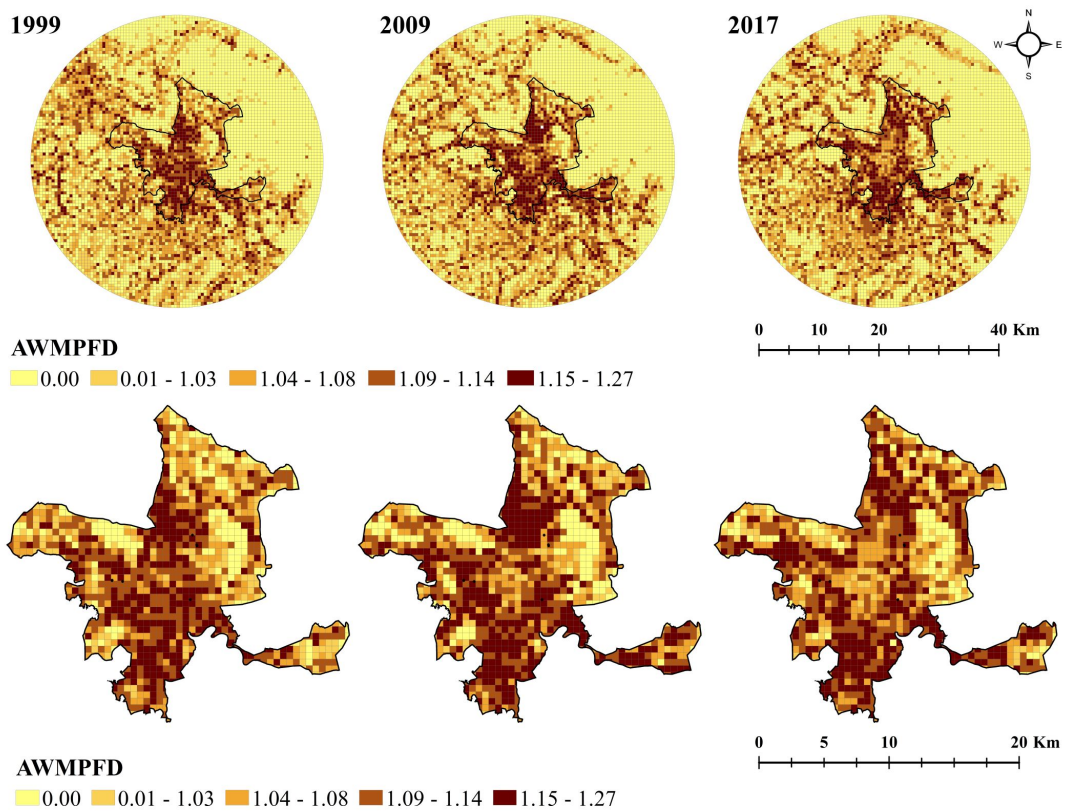 1999 2009 2017
N
W E
S
0 10 20 40 Km
AWMPFD
0.00 0.01 - 1.03 1.04 - 1.08 1.09 - 1.14 1.15 - 1.27
0 5 10 20 Km
AWMPFD
0.00 0.01 - 1.03 1.04 - 1.08 1.09 - 1.14 1.15 - 1.27